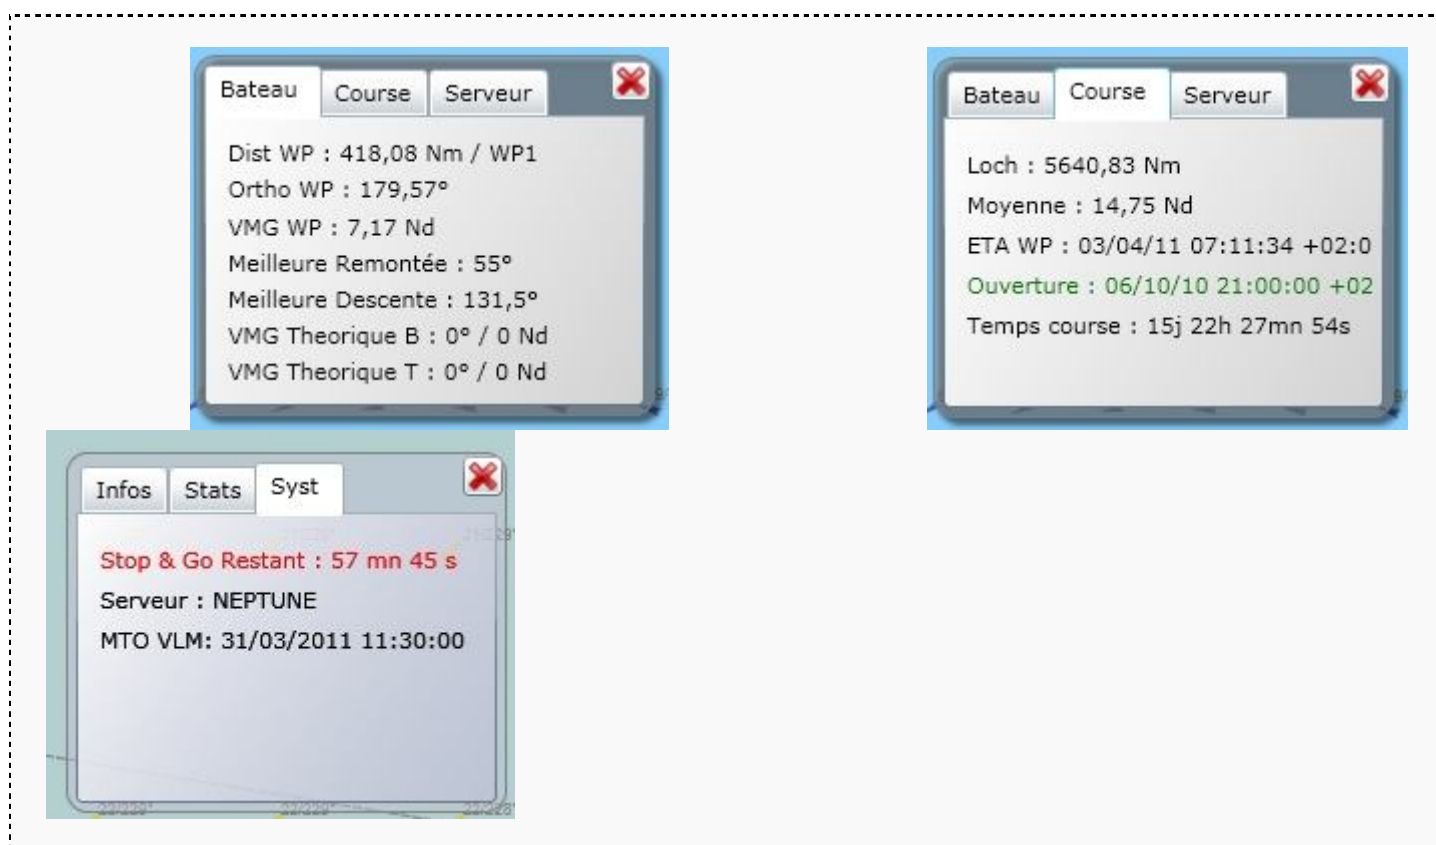 Bateau Course Serveur
Dist WP : 418,08 Nm / WP1
Ortho WP : 179,57°
VMG WP : 7,17 Nd
Meilleure Remontée : 55°
Meilleure Descente : 131,5°
VMG Theorique B : 0° / 0 Nd
VMG Theorique T : 0° / 0 Nd
Bateau Course Serveur
Loch : 5640,83 Nm
Moyenne : 14,75 Nd
ETA WP : 03/04/11 07:11:34 +02:0
Ouverture : 06/10/10 21:00:00 +02
Temps course : 15j 22h 27mn 54s
Infos Stats Syst
Stop & Go Restant : 57 mn 45 s
Serveur : NEPTUNE
MTO VLM: 31/03/2011 11:30:00